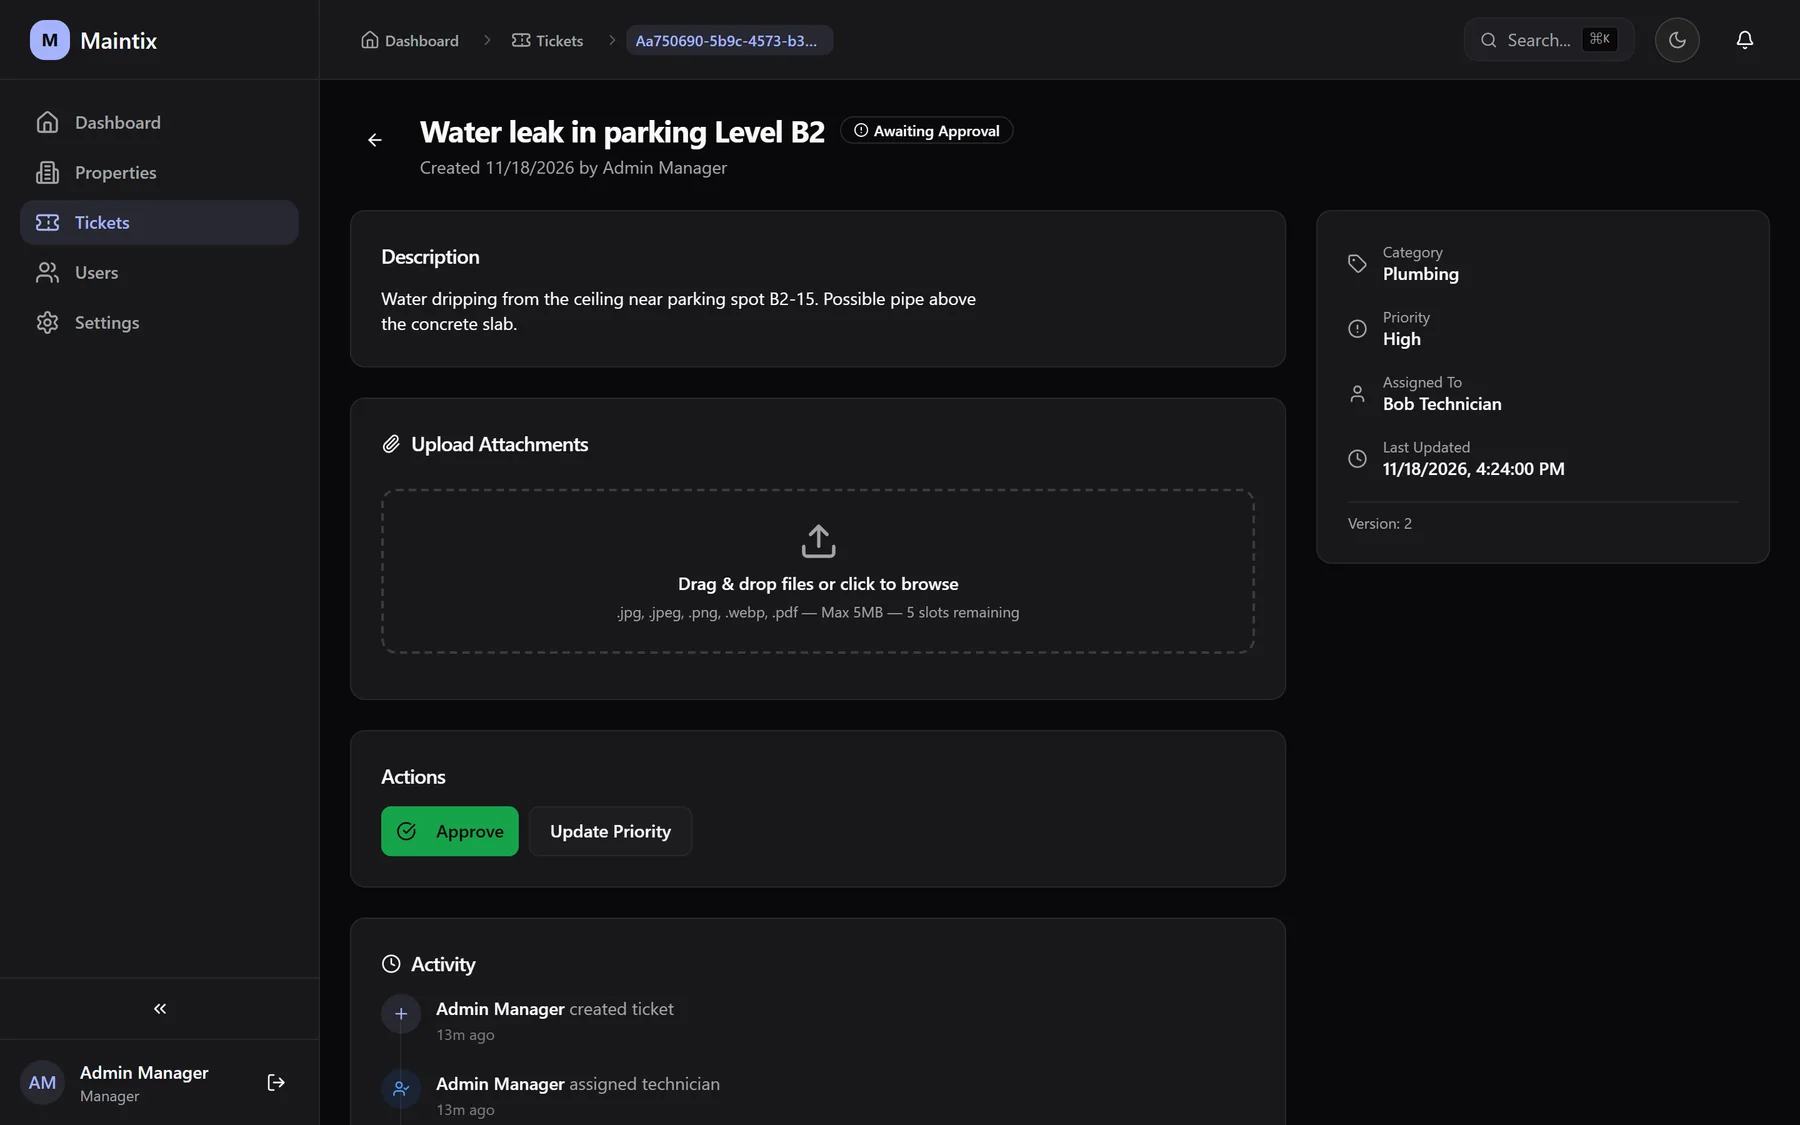 M Maintix
Dashboard
Tickets
Aa750690-5b9c-4573-b3...
Search... ⌘K
Dashboard
Properties
Tickets
Users
Settings
Water leak in parking Level B2
Awaiting Approval
Created 11/18/2026 by Admin Manager
Description
Water dripping from the ceiling near parking spot B2-15. Possible pipe above
the concrete slab.
Upload Attachments
Drag & drop files or click to browse
.jpg, .jpeg, .png, .webp, .pdf — Max 5MB — 5 slots remaining
Actions
Approve
Update Priority
Activity
Admin Manager created ticket
13m ago
Admin Manager assigned technician
13m ago
Category
Plumbing
Priority
High
Assigned To
Bob Technician
Last Updated
11/18/2026, 4:24:00 PM
Version: 2
AM
Admin Manager
Manager